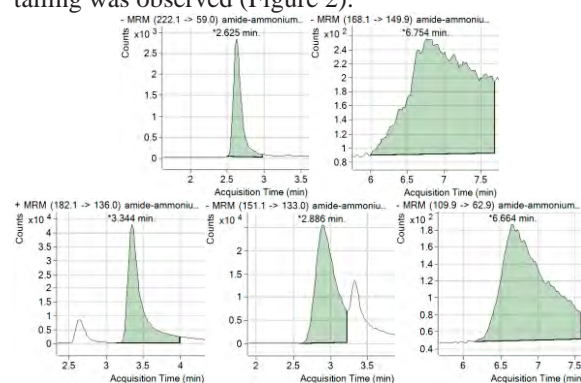 tailing was observed (Figure 2).
- MRM (222.1 -> 59.0) amide-ammonium..
*2.625 min.
Counts
x10 3
3
2.5
2
1.5
1
0.5
0
2
2.5
3
3.5
Acquisition Time (min)
- MRM (168.1 -> 149.9) amide-ammoniu...
*6.754 min.
Counts
x10 2
2.4
2.2
2
1.8
1.6
1.4
1.2
1
0.8
6
6.5
7
7.5
Acquisition Time (min)
+ MRM (182.1 -> 136.0) amide-ammoniu...
*3.344 min.
Counts
x10 4
4
3.5
3
2.5
2
1.5
1
0.5
0
2.5
3
3.5
4
Acquisition Time (min)
- MRM (151.1 -> 133.0) amide-ammoniu...
*2.886 min.
Counts
x10 4
2.5
2
1.5
1
0.5
0
2
2.5
3
3.5
Acquisition Time (min)
- MRM (109.9 -> 62.9) amide-ammoniu...
*6.664 min.
Counts
x10 2
1.8
1.6
1.4
1.2
1
0.8
0.6
0.4
6
6.5
7
7.5
Acquisition Time (min)